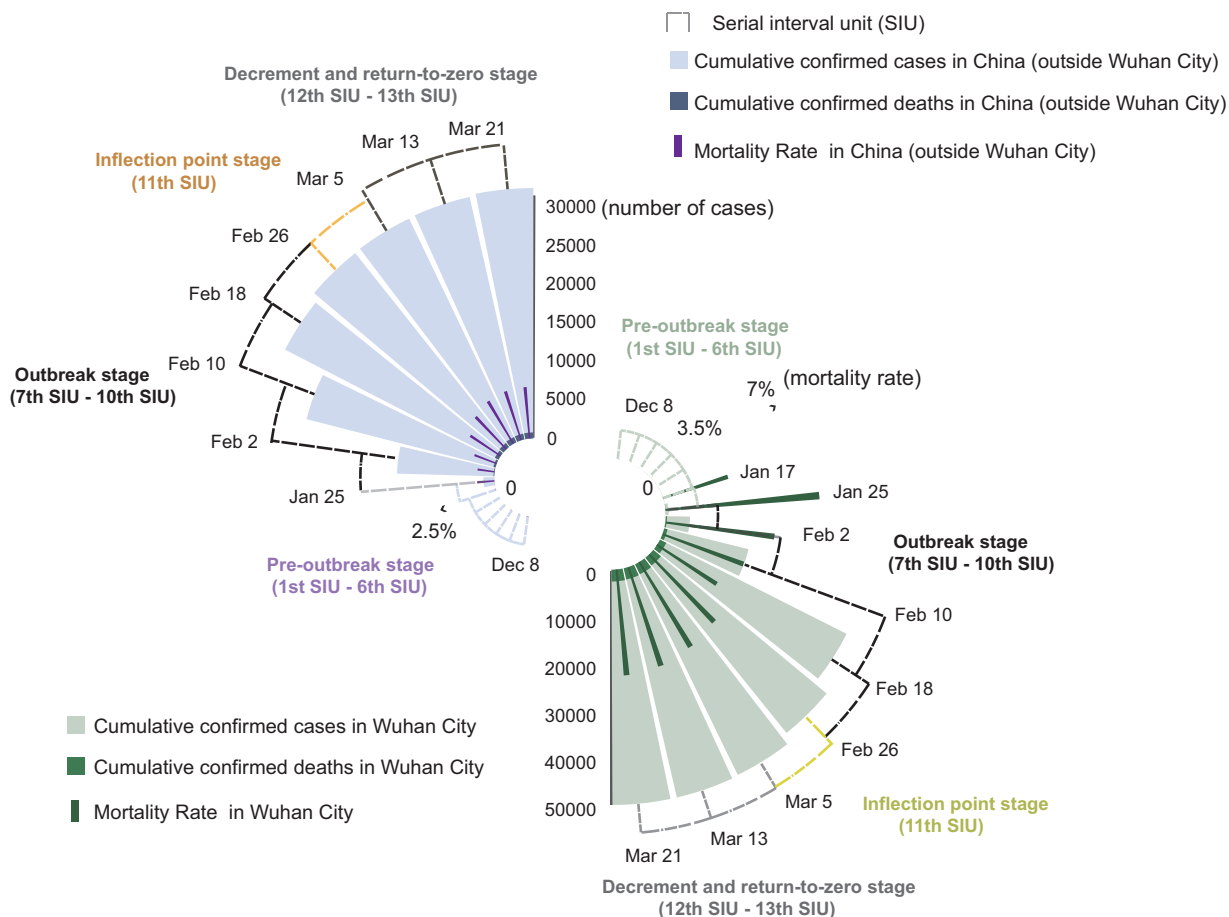 Serial interval unit (SIU)
Cumulative confirmed cases in China (outside Wuhan City)
Cumulative confirmed deaths in China (outside Wuhan City)
Mortality Rate in China (outside Wuhan City)
Decrement and return-to-zero stage
(12th SIU - 13th SIU)
Mar 21
Mar 13
Inflection point stage
(11th SIU)
Mar 5
Feb 26
Feb 18
Feb 10
Outbreak stage
(7th SIU - 10th SIU)
Feb 2
Jan 25
2.5%
0
Pre-outbreak stage
(1st SIU - 6th SIU)
Dec 8
30000 (number of cases)
25000
20000
15000
10000
5000
0
Pre-outbreak stage
(1st SIU - 6th SIU)
7% (mortality rate)
Dec 8
3.5%
0
Jan 17
Jan 25
Feb 2
Outbreak stage
(7th SIU - 10th SIU)
Feb 10
Feb 18
Feb 26
Inflection point stage
(11th SIU)
Mar 5
Mar 13
Mar 21
Decrement and return-to-zero stage
(12th SIU - 13th SIU)
0
10000
20000
30000
40000
50000
Cumulative confirmed cases in Wuhan City
Cumulative confirmed deaths in Wuhan City
Mortality Rate in Wuhan City